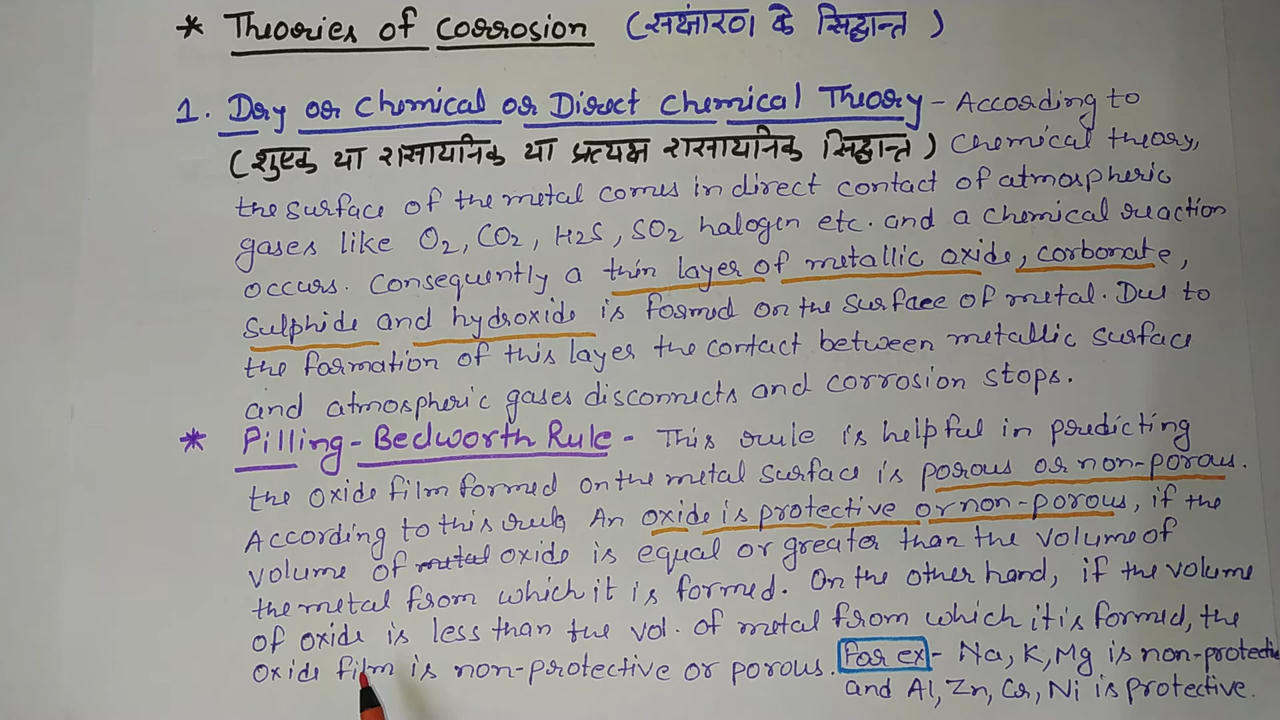 * Theories of Corrosion (संक्षारण के सिद्धान्त)
1. Dry or Chemical or Direct Chemical Theory - According to
(शुष्क या रासायनिक या प्रत्यक्ष रासायनिक सिद्धान्त) Chemical theory,
the surface of the metal comes in direct contact of atmospheric
gases like O2, CO2, H2S, SO2 halogen etc. and a chemical reaction
occurs. Consequently a thin layer of metallic oxide, corbonate,
sulphide and hydroxide is formed on the surface of metal. Due to
the formation of this layer the contact between metallic surface
and atmospheric gases disconnects and corrosion stops.
* Pilling-Bedworth Rule - This rule is helpful in predicting
the oxide film formed on the metal surface is porous or non-porous.
According to this rule, An oxide is protective or non-porous, if the
volume of metal oxide is equal or greater than the volume of
the metal from which it is formed. On the other hand, if the volume
of oxide is less than the vol. of metal from which it is formed, the
oxide film is non-protective or porous. For ex - Na, K, Mg is non-protective
and Al, Zn, Cr, Ni is protective.